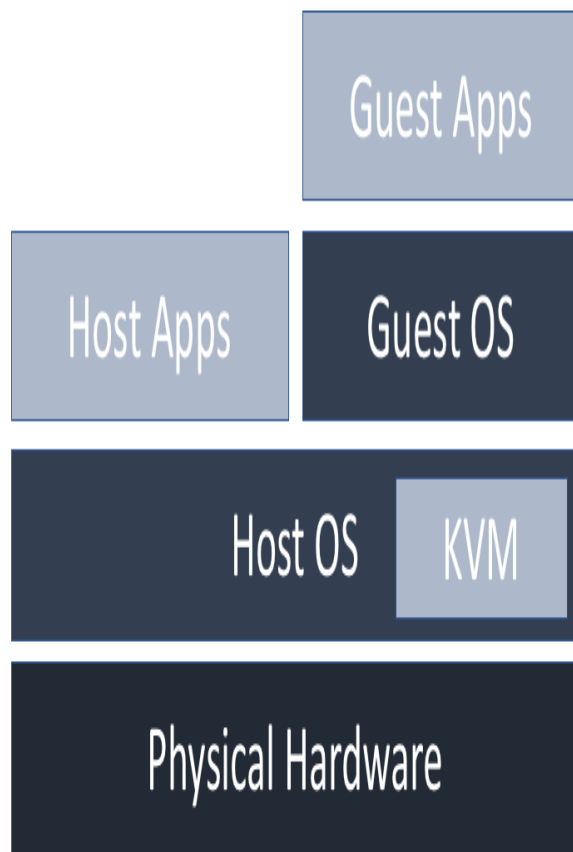 Guest Apps
Host Apps
Guest OS
Host OS
KVM
Physical Hardware